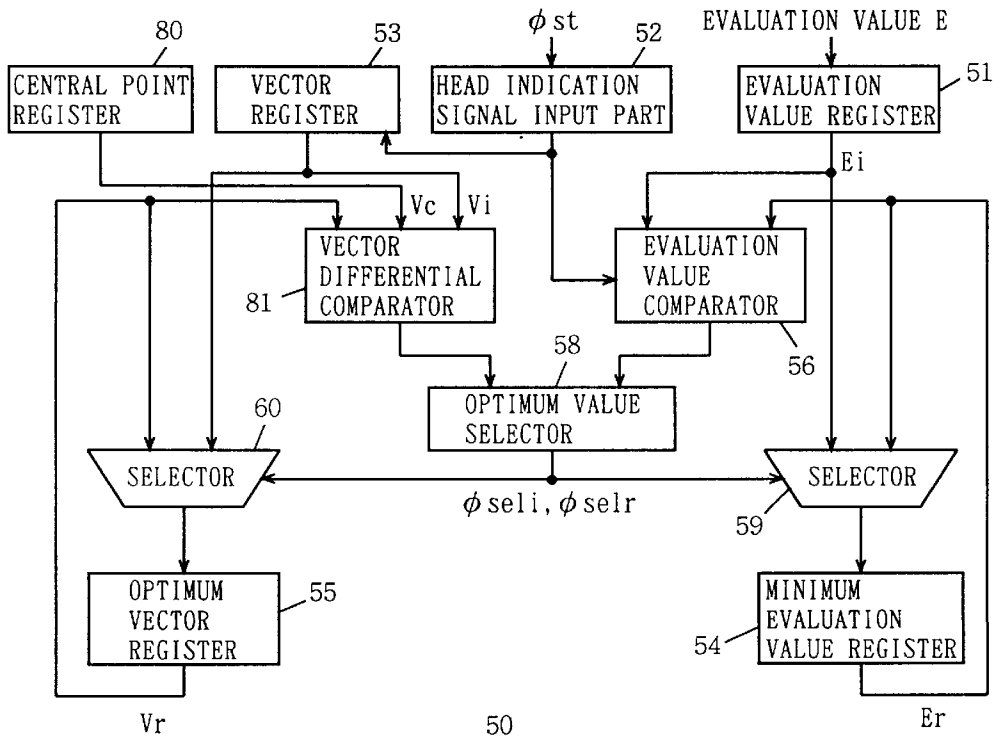 φst
EVALUATION VALUE E
80
53
52
51
CENTRAL POINT
REGISTER
VECTOR
REGISTER
HEAD INDICATION
SIGNAL INPUT PART
EVALUATION
VALUE REGISTER
Ei
Vc
Vi
VECTOR
DIFFERENTIAL
COMPARATOR
81
EVALUATION
VALUE
COMPARATOR
56
58
OPTIMUM VALUE
SELECTOR
60
SELECTOR
φseli,φselr
SELECTOR
59
OPTIMUM
VECTOR
REGISTER
55
MINIMUM
EVALUATION
VALUE REGISTER
54
Vr
50
Er